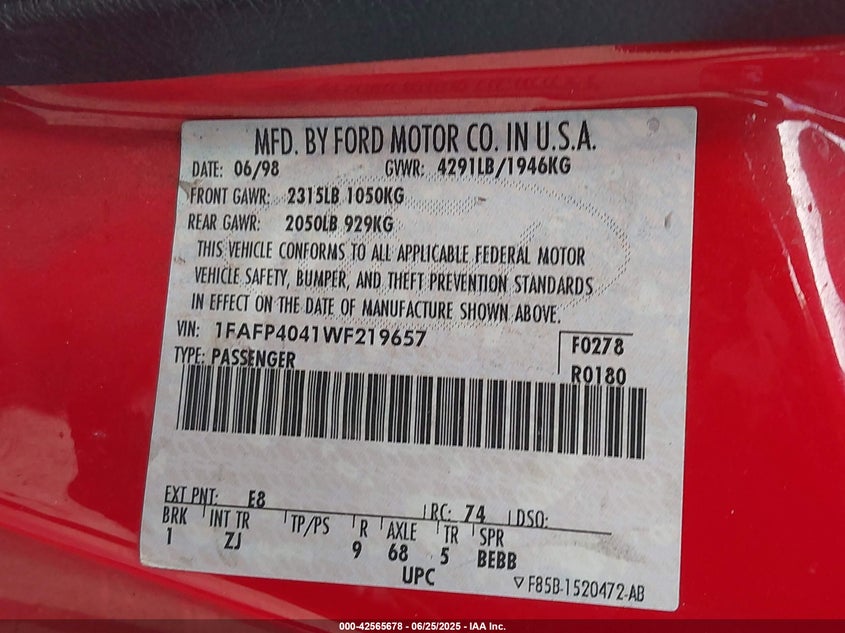 MFD. BY FORD MOTOR CO. IN U.S.A.
DATE: 06/98 GVWR: 4291LB/1946KG
FRONT GAWR: 2315LB 1050KG
REAR GAWR: 2050LB 929KG
THIS VEHICLE CONFORMS TO ALL APPLICABLE FEDERAL MOTOR
VEHICLE SAFETY, BUMPER, AND THEFT PREVENTION STANDARDS
IN EFFECT ON THE DATE OF MANUFACTURE SHOWN ABOVE.
VIN: 1FAFP4041WF219657 F0278
TYPE: PASSENGER R0180
EXT PNT: E8 RC: 74 DSO:
BRK INT TR TP/PS R AXLE TR SPR
1 ZJ 9 68 5 BEBB
UPC ▽F85B-1520472-AB
000-42565678 - 06/25/2025 - IAA Inc.